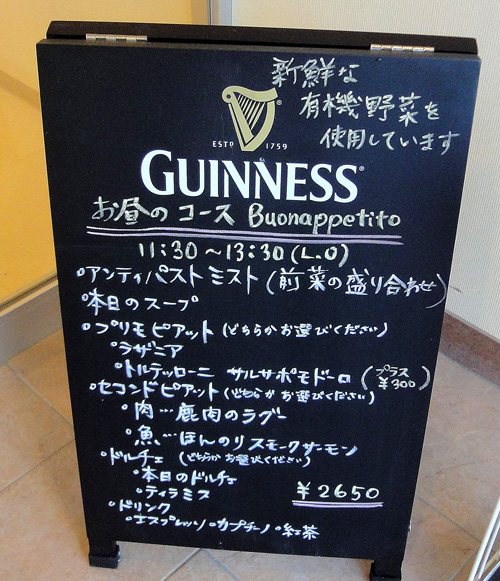 新鮮な
有機野菜を
使用しています
ESTD 1759
GUINNESS®
お昼のコース Buonappetito
11:30～13:30(L.O)
・アンティパストミスト(前菜の盛り合わせ)
・本日のスープ
・プリモピアット(どちらかお選びください)
・ラザニア
・トルテッローニ サルサポモドーロ(プラス¥300)
・セコンドピアット(どちらかお選びください)
・肉…鹿肉のラグー
・魚…ほんのりスモークサーモン
・ドルチェ(どちらかお選びください)
・本日のドルチェ
・ティラミス
¥2650
・ドリンク
・エスプレッソ・カプチーノ・紅茶